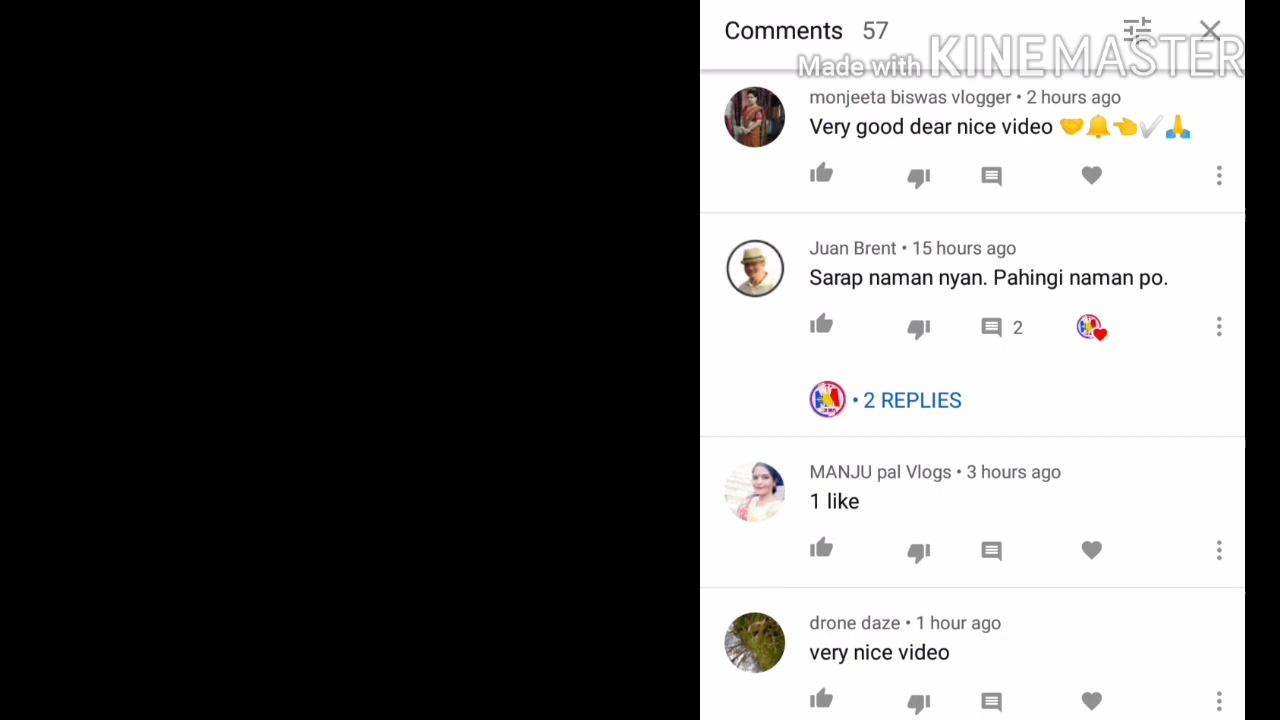 Comments 57
Made with KINEMASTER
monjeeta biswas vlogger • 2 hours ago
Very good dear nice video 🤝🔔👈✔️🙏
Juan Brent • 15 hours ago
Sarap naman nyan. Pahingi naman po.
2
• 2 REPLIES
MANJU pal Vlogs • 3 hours ago
1 like
drone daze • 1 hour ago
very nice video